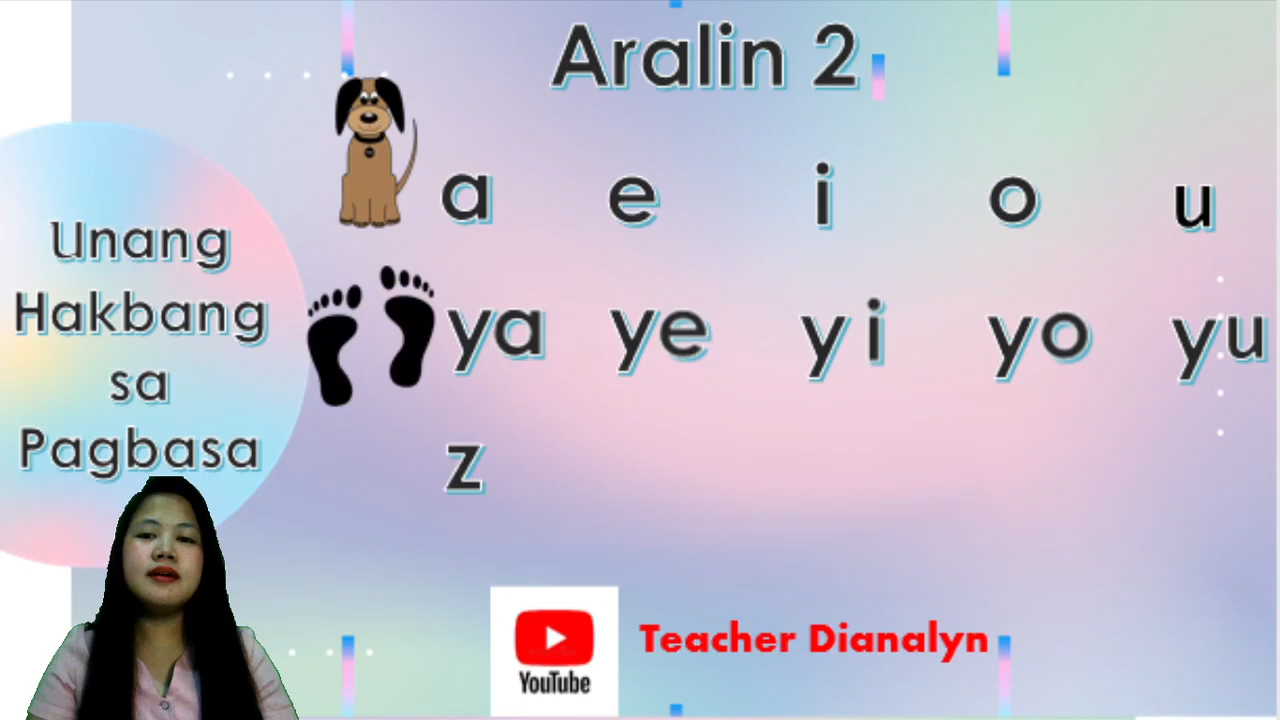 Aralin 2
a e i o u
Unang
Hakbang
sa
Pagbasa
ya ye yi yo yu
z
YouTube
Teacher Dianalyn